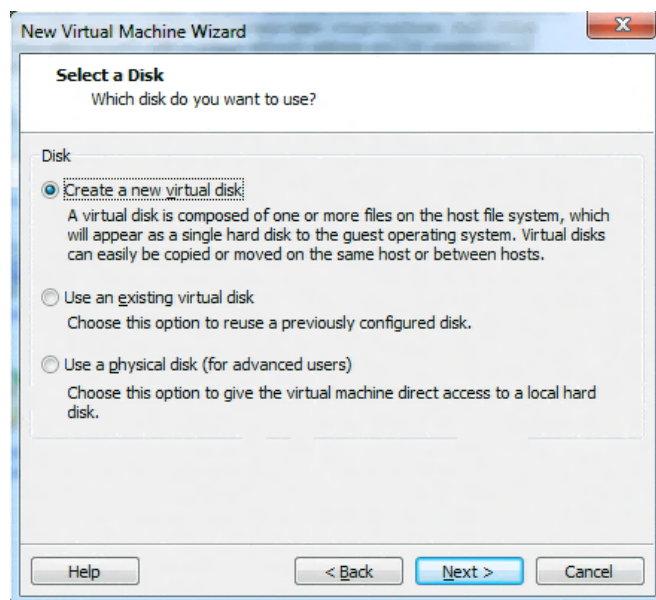 New Virtual Machine Wizard
X
Select a Disk
Which disk do you want to use?
Disk
Create a new virtual disk
A virtual disk is composed of one or more files on the host file system, which
will appear as a single hard disk to the guest operating system. Virtual disks
can easily be copied or moved on the same host or between hosts.
Use an existing virtual disk
Choose this option to reuse a previously configured disk.
Use a physical disk (for advanced users)
Choose this option to give the virtual machine direct access to a local hard
disk.
Help
< Back
Next >
Cancel